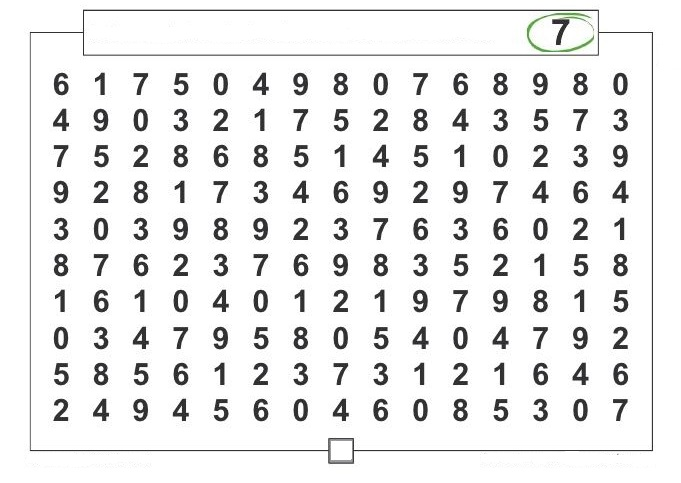 7
6 1 7 5 0 4 9 8 0 7 6 8 9 8 0
4 9 0 3 2 1 7 5 2 8 4 3 5 7 3
7 5 2 8 6 8 5 1 4 5 1 0 2 3 9
9 2 8 1 7 3 4 6 9 2 9 7 4 6 4
3 0 3 9 8 9 2 3 7 6 3 6 0 2 1
8 7 6 2 3 7 6 9 8 3 5 2 1 5 8
1 6 1 0 4 0 1 2 1 9 7 9 8 1 5
0 3 4 7 9 5 8 0 5 4 0 4 7 9 2
5 8 5 6 1 2 3 7 3 1 2 1 6 4 6
2 4 9 4 5 6 0 4 6 0 8 5 3 0 7